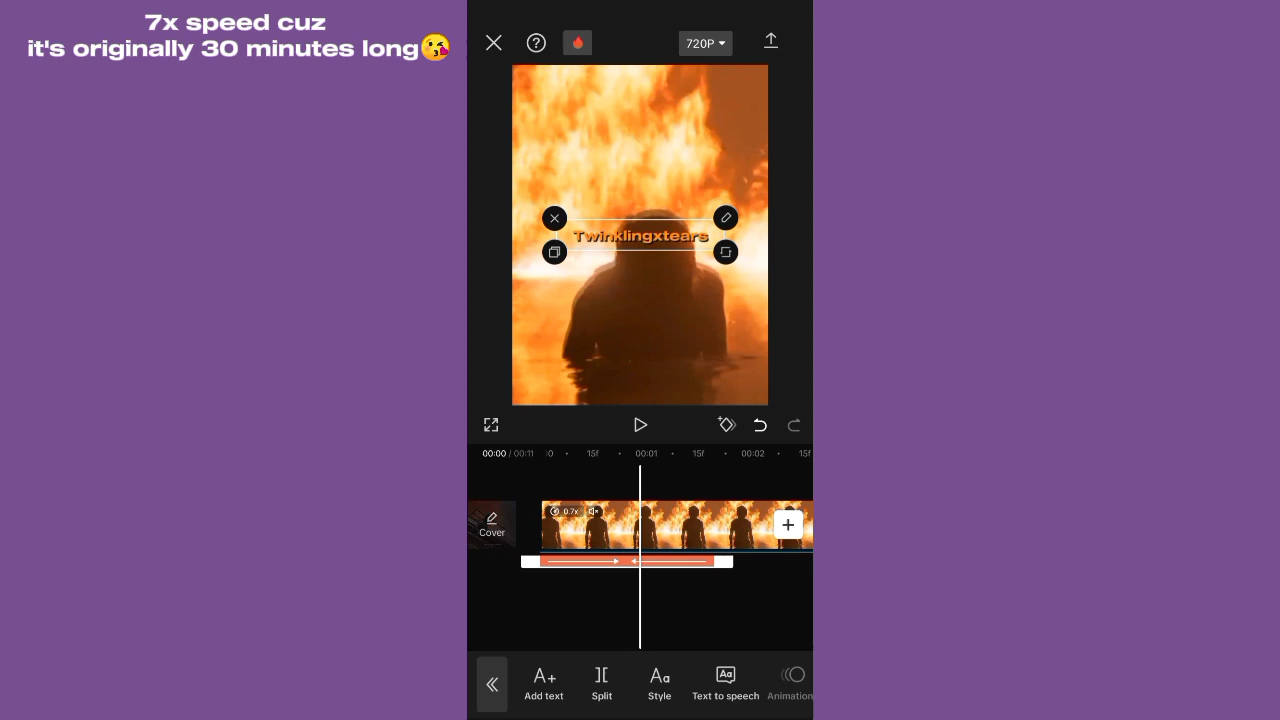 7x speed cuz
it's originally 30 minutes long😘
720P
Twinklingxtears
00:00 / 00:11 15f 00:01 15f 00:02 15f
0.7x
Cover
Add text Split Style Text to speech Animation